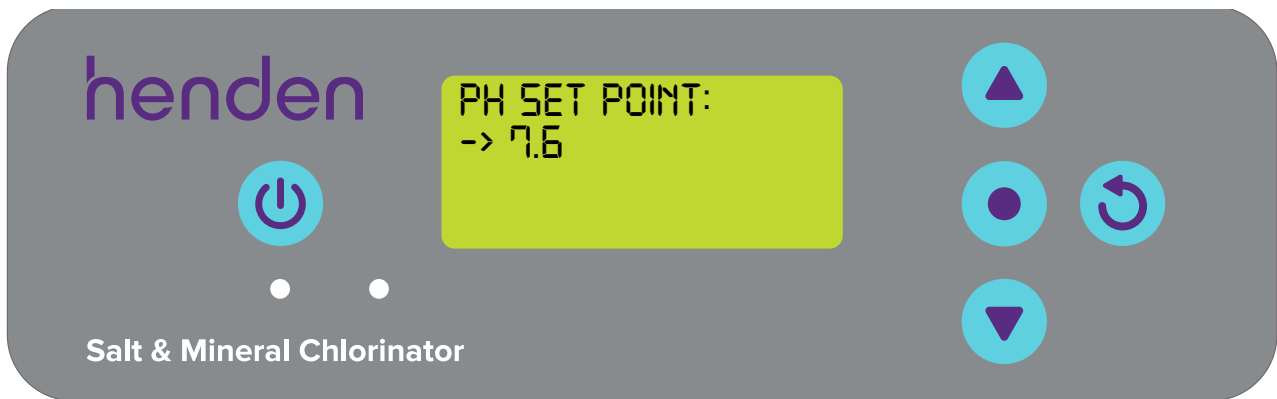 henden
PH SET POINT:
-> 7.6
Salt & Mineral Chlorinator